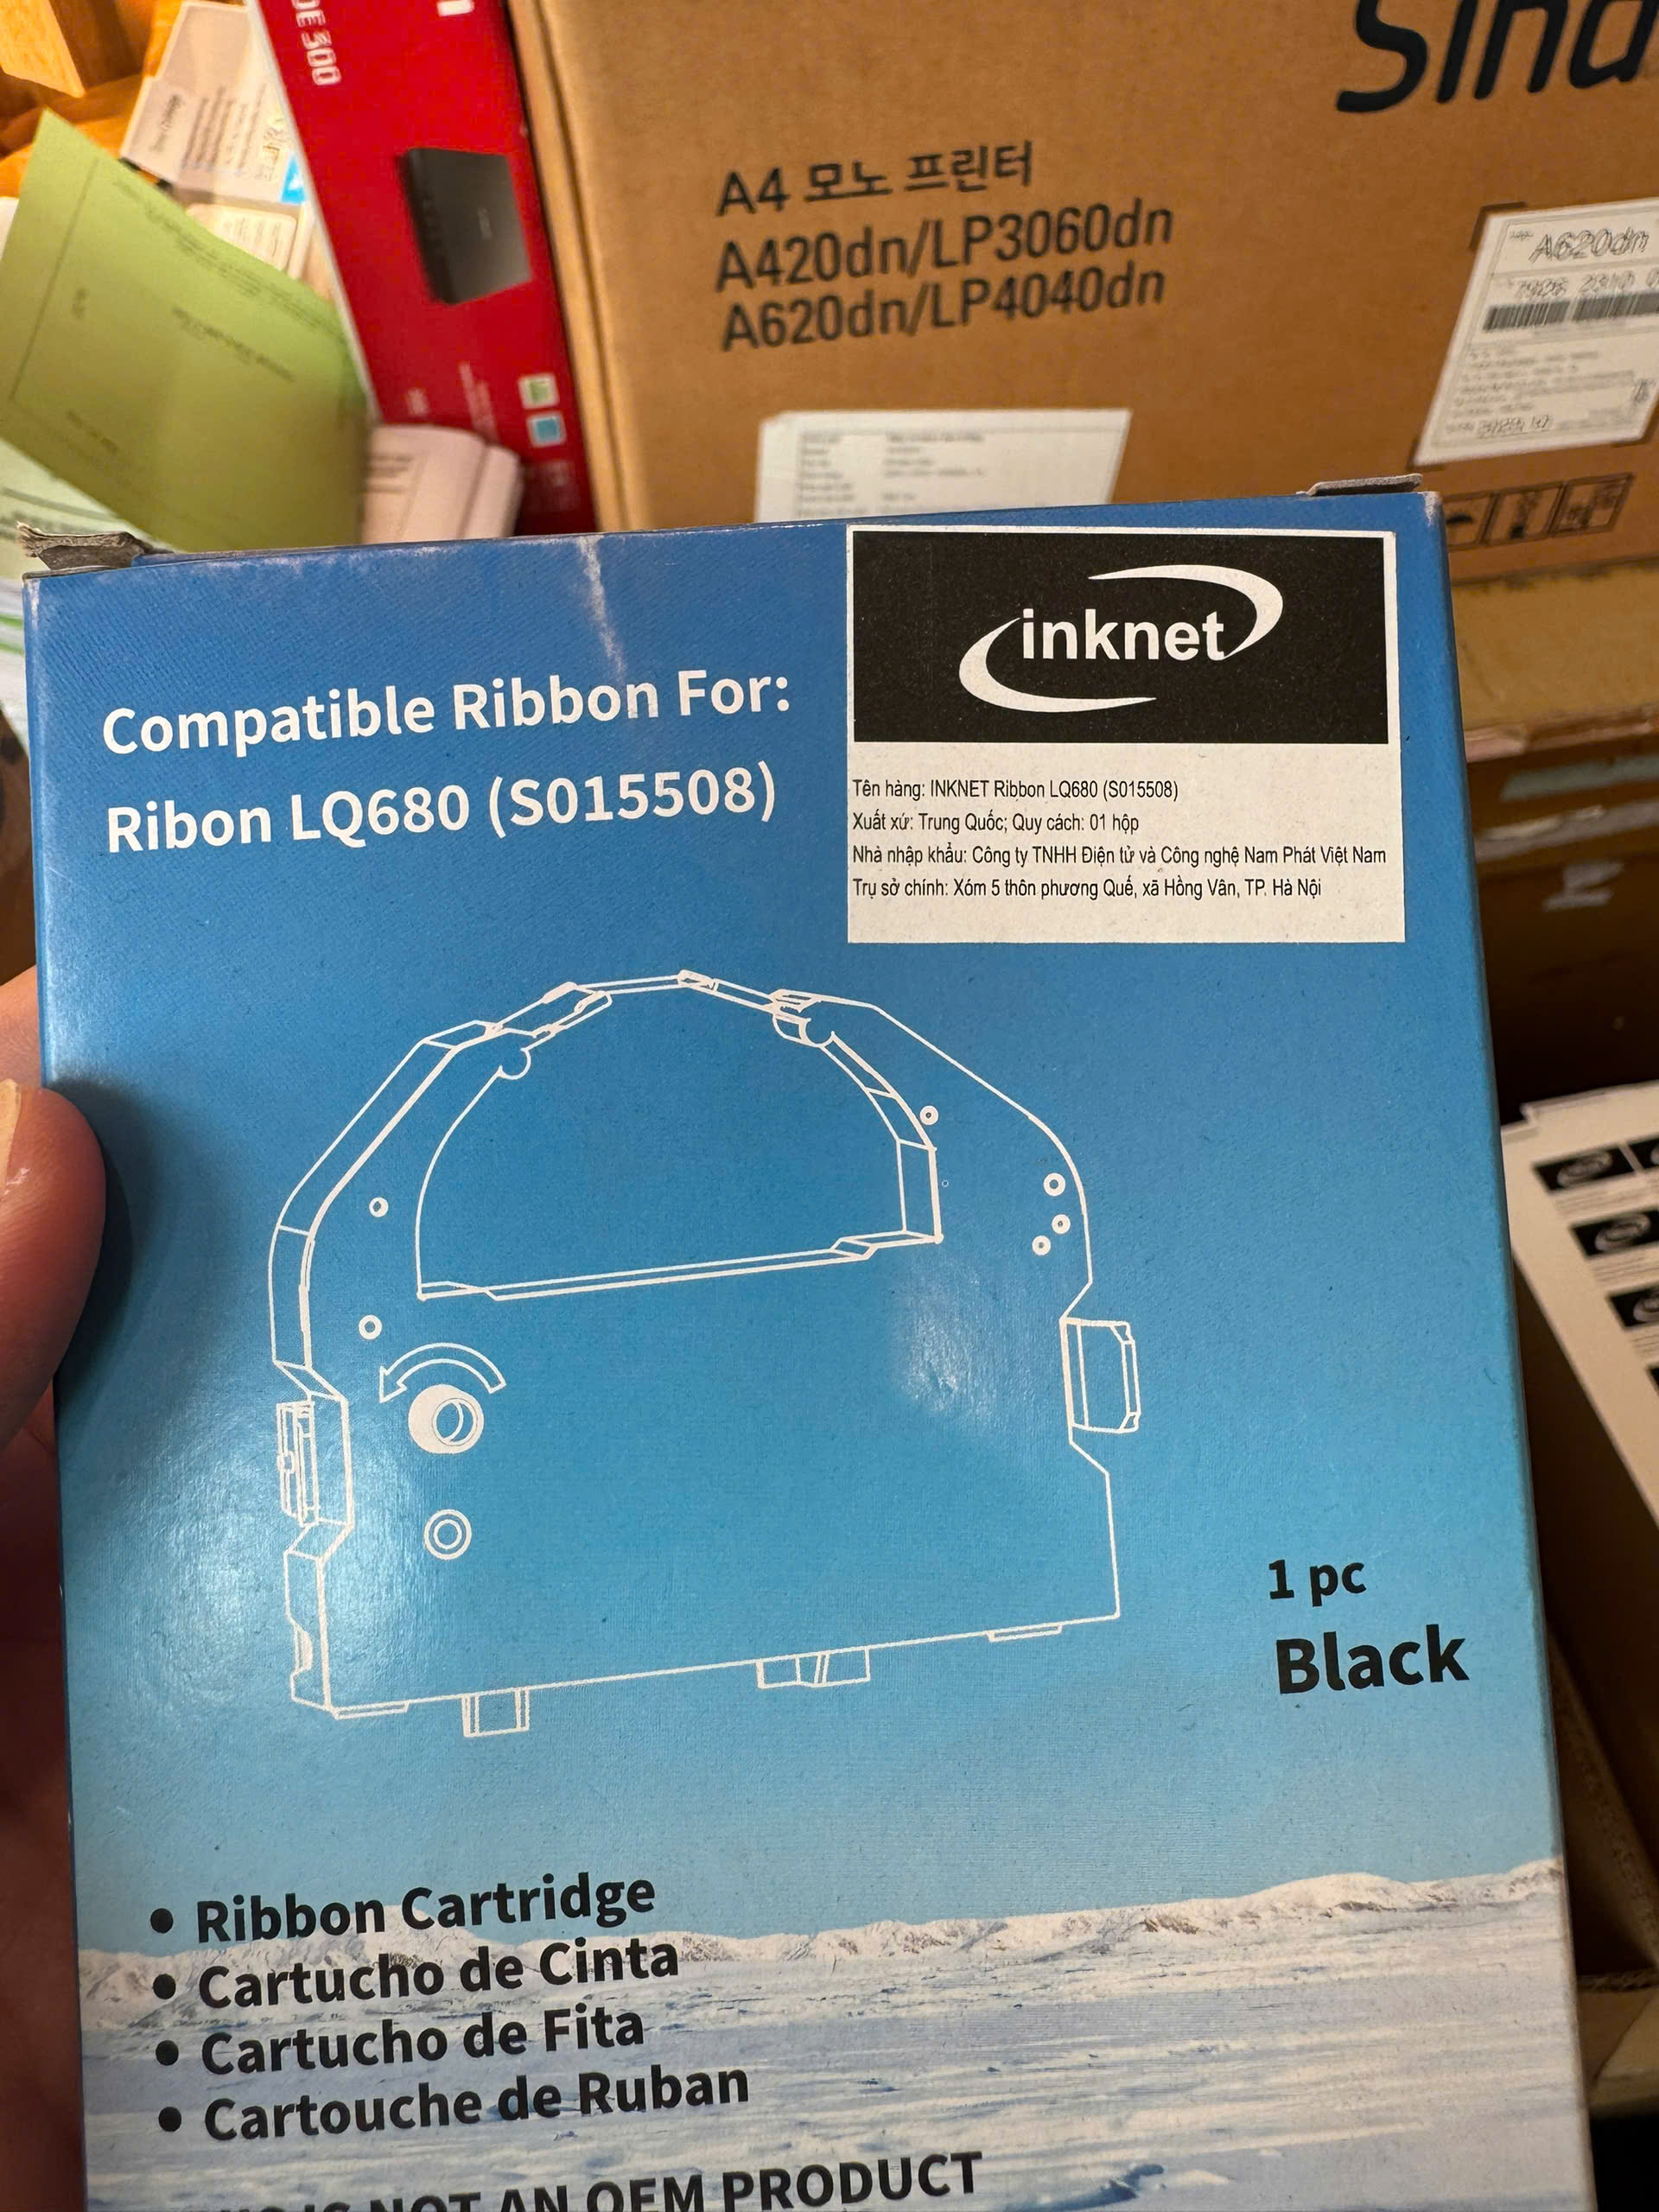 DE 300
Sind
A4 모노 프린터
A420dn/LP3060dn
A620dn/LP4040dn
A620dn
inknet
Compatible Ribbon For:
Ribon LQ680 (S015508)
Tên hàng: INKNET Ribbon LQ680 (S015508)
Xuất xứ: Trung Quốc; Quy cách: 01 hộp
Nhà nhập khẩu: Công ty TNHH Điện tử và Công nghệ Nam Phát Việt Nam
Trụ sở chính: Xóm 5 thôn phương Quế, xã Hồng Vân, TP. Hà Nội
1 pc
Black
• Ribbon Cartridge
• Cartucho de Cinta
• Cartucho de Fita
• Cartouche de Ruban
IS NOT AN OEM PRODUCT